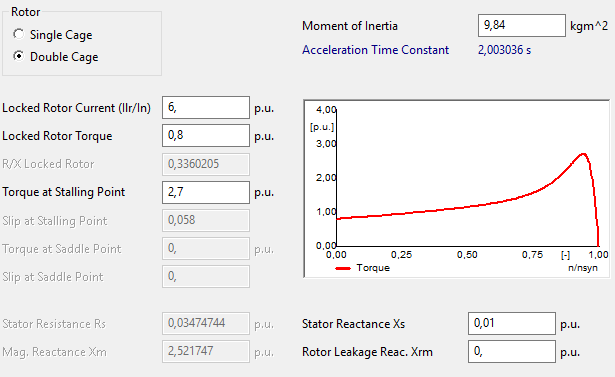 Rotor
Single Cage
Double Cage
Moment of Inertia 9,84 kgm^2
Acceleration Time Constant 2,003036 s
Locked Rotor Current (Ilr/In) 6, p.u.
Locked Rotor Torque 0,8 p.u.
R/X Locked Rotor 0,3360205
Torque at Stalling Point 2,7 p.u.
Slip at Stalling Point 0,058
Torque at Saddle Point 0, p.u.
Slip at Saddle Point 0,
4,00
[p.u.]
3,00
2,00
1,00
0,00
0,00 0,25 0,50 0,75 [-] 1,00
Torque n/nsyn
Stator Resistance Rs 0,03474744 p.u.
Mag. Reactance Xm 2,521747 p.u.
Stator Reactance Xs 0,01 p.u.
Rotor Leakage Reac. Xrm 0, p.u.